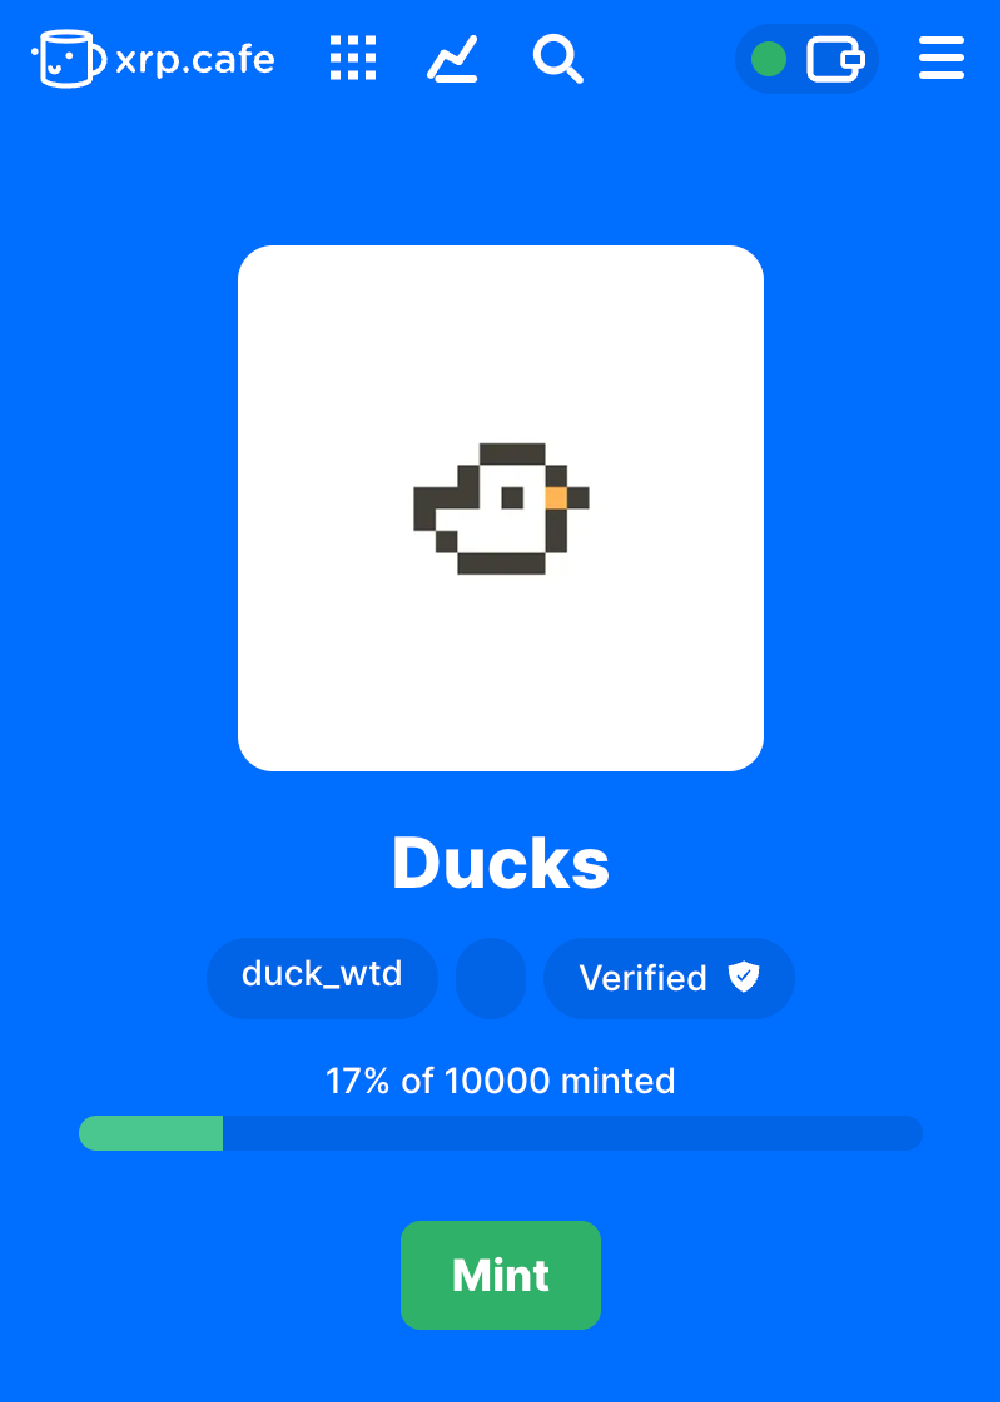 xrp.cafe
Ducks
duck_wtd
Verified
17% of 10000 minted
Mint